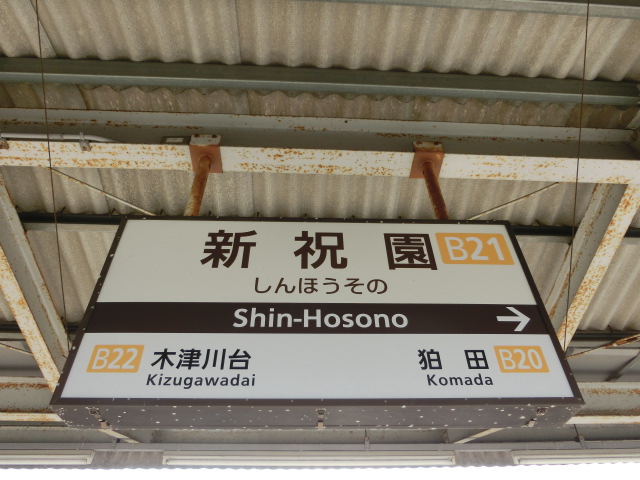 新祝園 B21
しんほうその
Shin-Hosono
B22 木津川台
Kizugawadai
狛田 B20
Komada